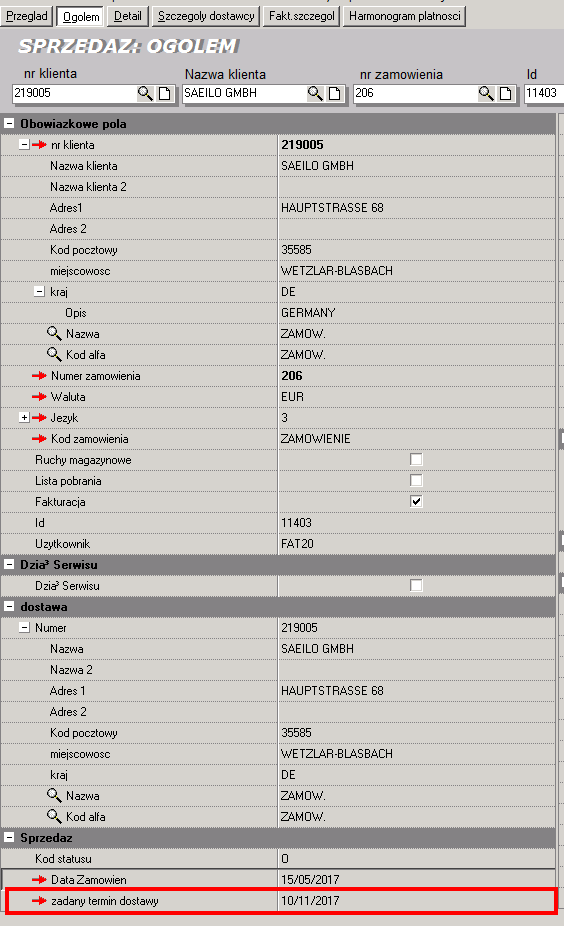 Przeglad Ogolem Detail Szczegoly dostawcy Fakt.szczegol Harmonogram platnosci
SPRZEDAZ: OGOLEM
nr klienta Nazwa klienta nr zamowienia Id
219005 SAEILO GMBH 206 11403
Obowiazkowe pola
nr klienta 219005
Nazwa klienta SAEILO GMBH
Nazwa klienta 2
Adres1 HAUPTSTRASSE 68
Adres 2
Kod pocztowy 35585
miejscowosc WETZLAR-BLASBACH
kraj DE
Opis GERMANY
Nazwa ZAMOW.
Kod alfa ZAMOW.
Numer zamowienia 206
Waluta EUR
Jezyk 3
Kod zamowienia ZAMOWIENIE
Ruchy magazynowe
Lista pobrania
Fakturacja
Id 11403
Uzytkownik FAT20
Dzia³ Serwisu
Dzia³ Serwisu
dostawa
Numer 219005
Nazwa SAEILO GMBH
Nazwa 2
Adres 1 HAUPTSTRASSE 68
Adres 2
Kod pocztowy 35585
miejscowosc WETZLAR-BLASBACH
kraj DE
Nazwa ZAMOW.
Kod alfa ZAMOW.
Sprzedaz
Kod statusu 0
Data Zamowien 15/05/2017
zadany termin dostawy 10/11/2017